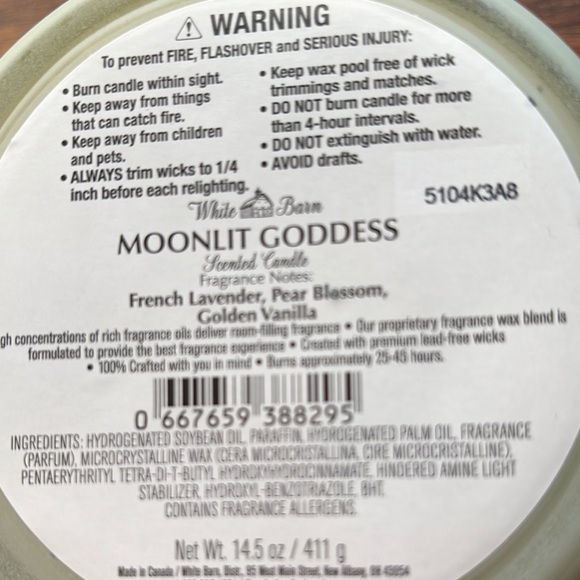 ⚠ WARNING
To prevent FIRE, FLASHOVER and SERIOUS INJURY:
• Burn candle within sight.
• Keep away from things
that can catch fire.
• Keep away from children
and pets.
• ALWAYS trim wicks to 1/4
inch before each relighting.
• Keep wax pool free of wick
trimmings and matches.
• DO NOT burn candle for more
than 4-hour intervals.
• DO NOT extinguish with water.
• AVOID drafts.
5104K3A8
White Barn
MOONLIT GODDESS
Scented Candle
Fragrance Notes:
French Lavender, Pear Blossom,
Golden Vanilla
gh concentrations of rich fragrance oils deliver room-filling fragrance • Our proprietary fragrance wax blend is
formulated to provide the best fragrance experience • Created with premium lead-free wicks
• 100% Crafted with you in mind • Burns approximately 25-45 hours.
0 667659 388295
INGREDIENTS: HYDROGENATED SOYBEAN OIL, PARAFFIN, HYDROGENATED PALM OIL, FRAGRANCE
(PARFUM), MICROCRYSTALLINE WAX (CERA MICROCRISTALLINA, CIRE MICROCRISTALLINE),
PENTAERYTHRITYL TETRA-DI-T-BUTYL HYDROXYHYDROCINNAMATE, HINDERED AMINE LIGHT
STABILIZER, HYDROXYL-BENZOTRIAZOLE, BHT.
CONTAINS FRAGRANCE ALLERGENS.
Net Wt. 14.5 oz / 411 g
Made in Canada / White Barn, Dist., 95 West Main Street, New Albany, OH 43054